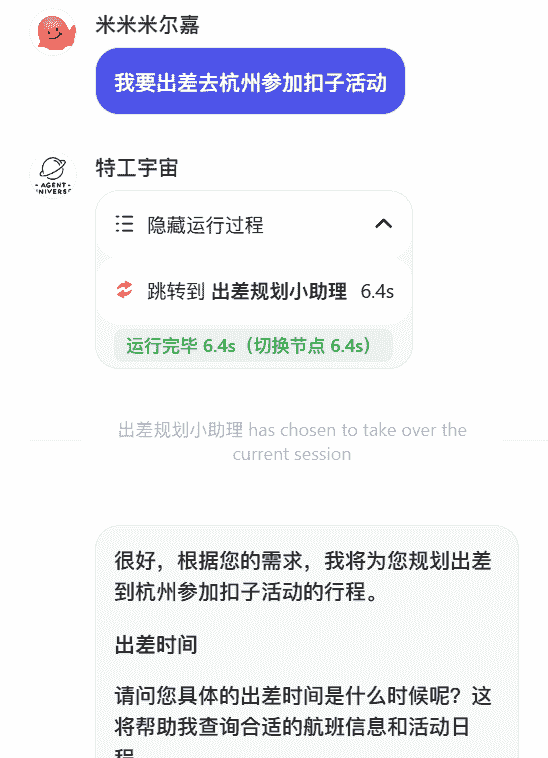 米米米尔嘉
我要出差去杭州参加扣子活动
特工宇宙
隐藏运行过程
跳转到 出差规划小助理 6.4s
运行完毕 6.4s（切换节点 6.4s）
出差规划小助理 has chosen to take over the
current session
很好，根据您的需求，我将为您规划出差
到杭州参加扣子活动的行程。
出差时间
请问您具体的出差时间是什么时候呢？这
将帮助我查询合适的航班信息和活动日